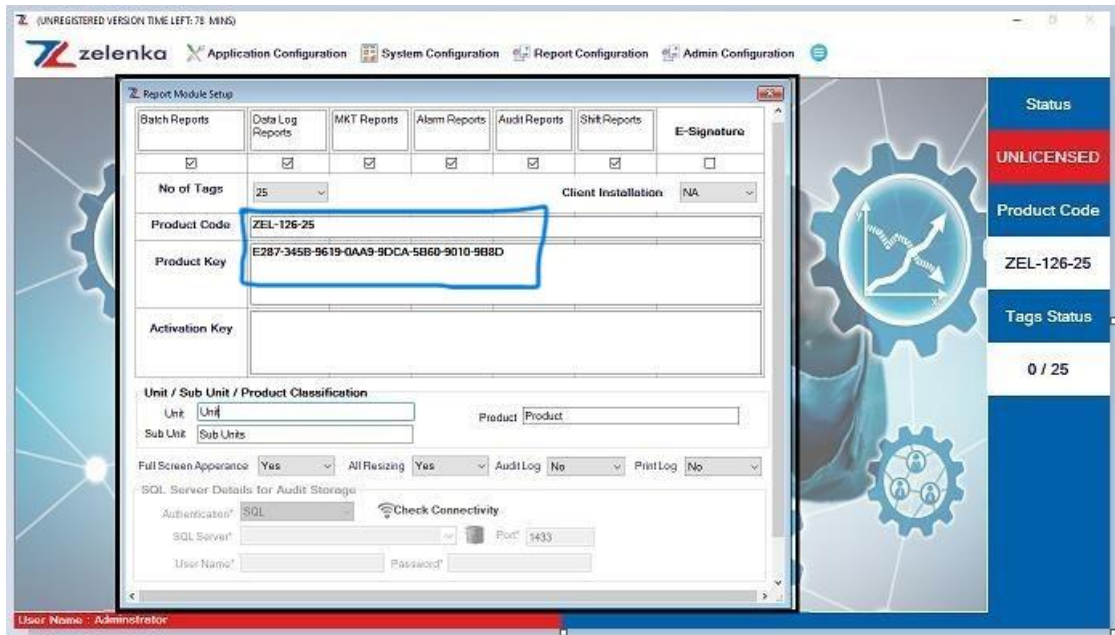 (UNREGISTERED VERSION TIME LEFT: 78 MINS)
zelenka Application Configuration System Configuration Report Configuration Admin Configuration
Report Module Setup
Batch Reports Data Log Reports MKT Reports Alarm Reports Audit Reports Shift Reports E-Signature
No of Tags 25 Client Installation NA
Product Code ZEL-126-25
Product Key E287-345B-9619-0AA9-9DCA-5B60-9010-9B8D
Activation Key
Unit / Sub Unit / Product Classification
Unit Unit Product Product
Sub Unit Sub Units
Full Screen Apperance Yes All Resizing Yes Audit Log No Print Log No
SQL Server Details for Audit Storage
Authentication* SQL Check Connectivity
SQL Server* Port* 1433
User Name* Password*
Status
UNLICENSED
Product Code
ZEL-126-25
Tags Status
0 / 25
User Name : Adminstrator